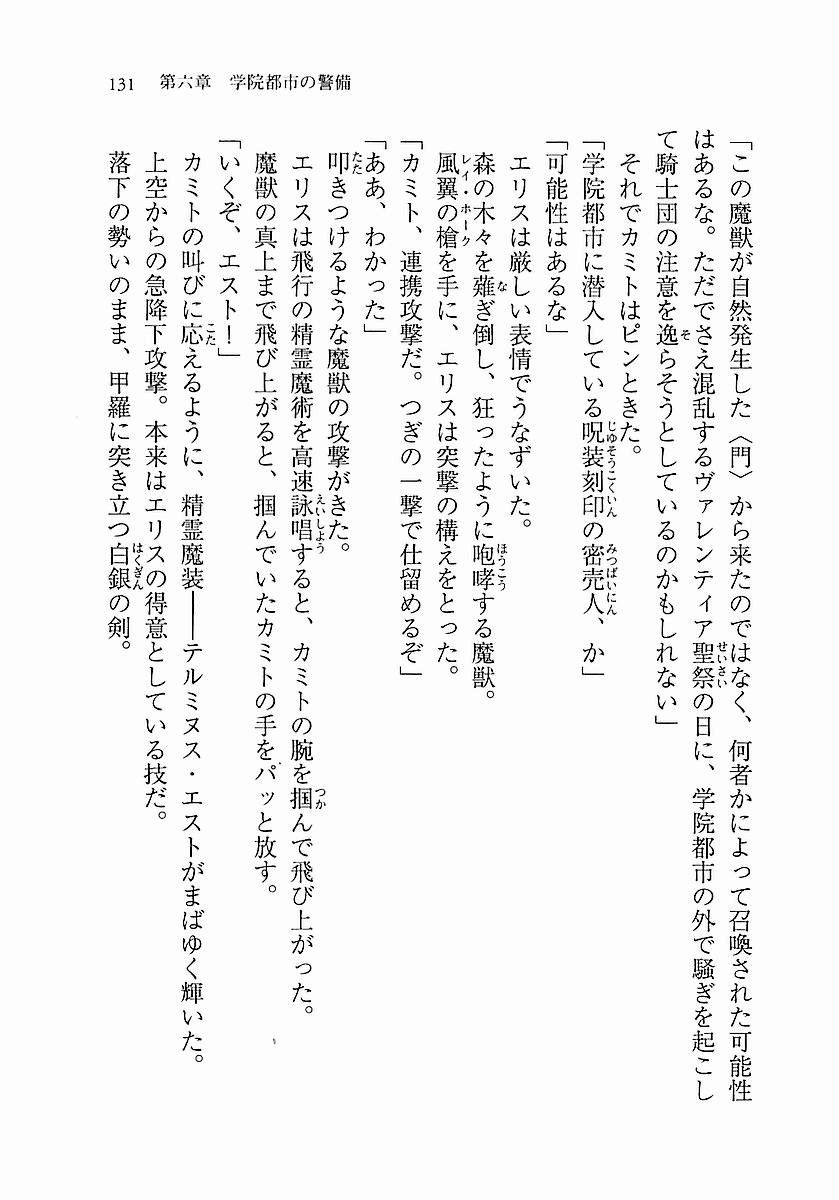 131　第六章　学院都市の警備
「この魔獣が自然発生した〈門〉から来たのではなく、何者かによって召喚された可能性
はあるな。ただでさえ混乱するヴァレンティア聖祭の日に、学院都市の外で騒ぎを起こし
て騎士団の注意を逸らそうとしているのかもしれない」
　それでカミトはピンときた。
「学院都市に潜入している呪装刻印の密売人、か」
「可能性はあるな」
　エリスは厳しい表情でうなずいた。
　森の木々を薙ぎ倒し、狂ったように咆哮する魔獣。
　風翼の槍を手に、エリスは突撃の構えをとった。
「カミト、連携攻撃だ。つぎの一撃で仕留めるぞ」
「ああ、わかった」
　叩きつけるような魔獣の攻撃がきた。
　エリスは飛行の精霊魔術を高速詠唱すると、カミトの腕を掴んで飛び上がった。
　魔獣の真上まで飛び上がると、掴んでいたカミトの手をパッと放す。
「いくぞ、エスト！」
　カミトの叫びに応えるように、精霊魔装――テルミヌス・エストがまばゆく輝いた。
　上空からの急降下攻撃。本来はエリスの得意としている技だ。
　落下の勢いのまま、甲羅に突き立つ白銀の剣。